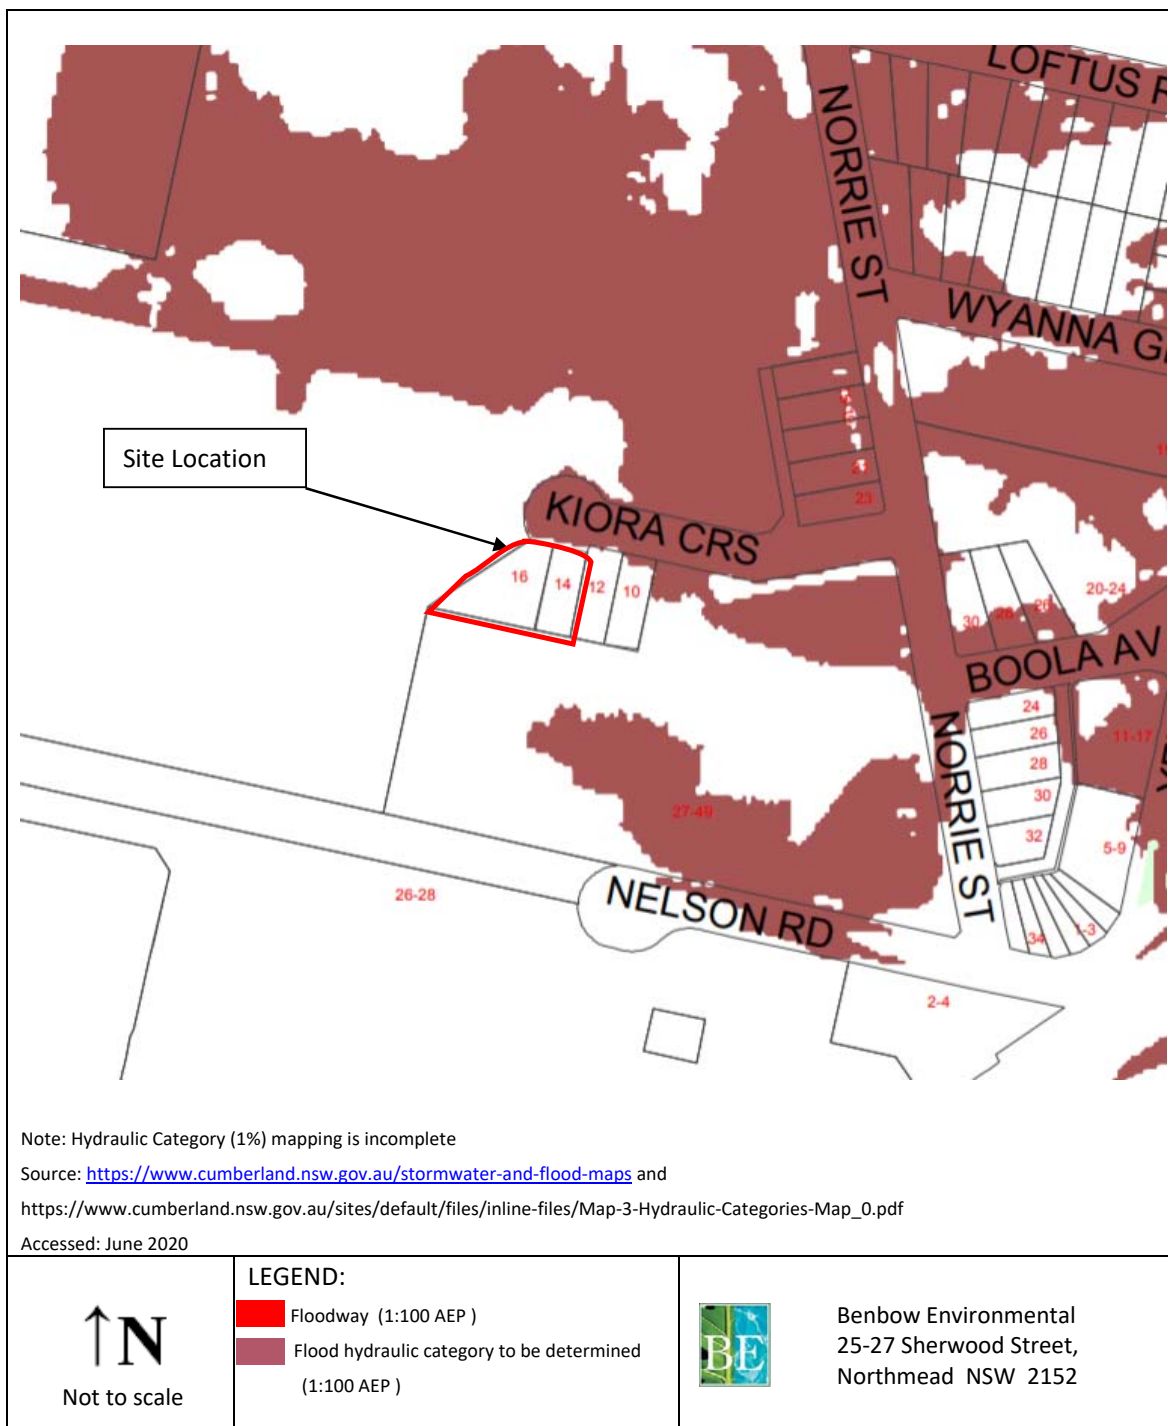 LOFTUS R
NORRIE ST
WYANNA G
Site Location
23
KIORA CRS
16
14
12
10
20-24
30
28
26
BOOLA AV
24
26
28
30
32
11-17
NORRIE ST
27-49
5-9
26-28
NELSON RD
34
1-3
2-4
Note: Hydraulic Category (1%) mapping is incomplete
Source: https://www.cumberland.nsw.gov.au/stormwater-and-flood-maps and
https://www.cumberland.nsw.gov.au/sites/default/files/inline-files/Map-3-Hydraulic-Categories-Map_0.pdf
Accessed: June 2020
↑N
Not to scale
LEGEND:
Floodway (1:100 AEP )
Flood hydraulic category to be determined
(1:100 AEP )
BE
Benbow Environmental
25-27 Sherwood Street,
Northmead NSW 2152